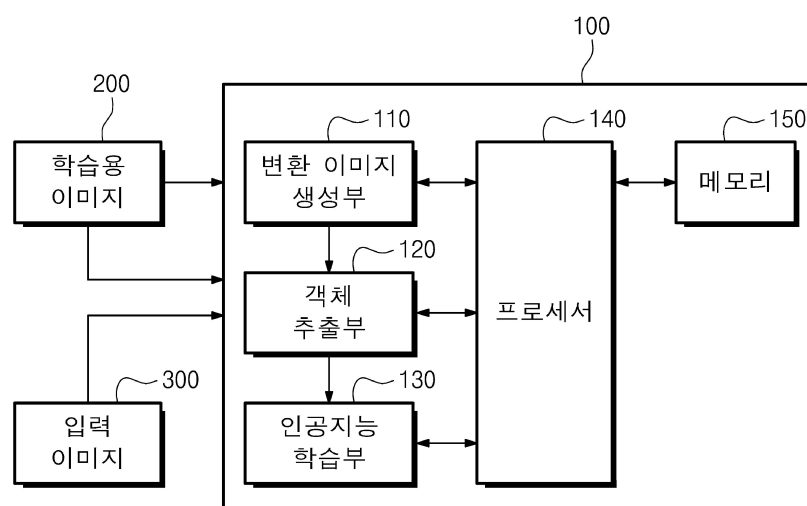 100
200
학습용
이미지
110
변환 이미지
생성부
140
프로세서
150
메모리
120
객체
추출부
300
입력
이미지
130
인공지능
학습부